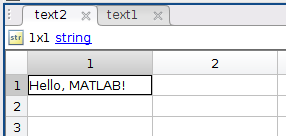 text2 text1
str 1x1 string
1 2
1 Hello, MATLAB!
2
3